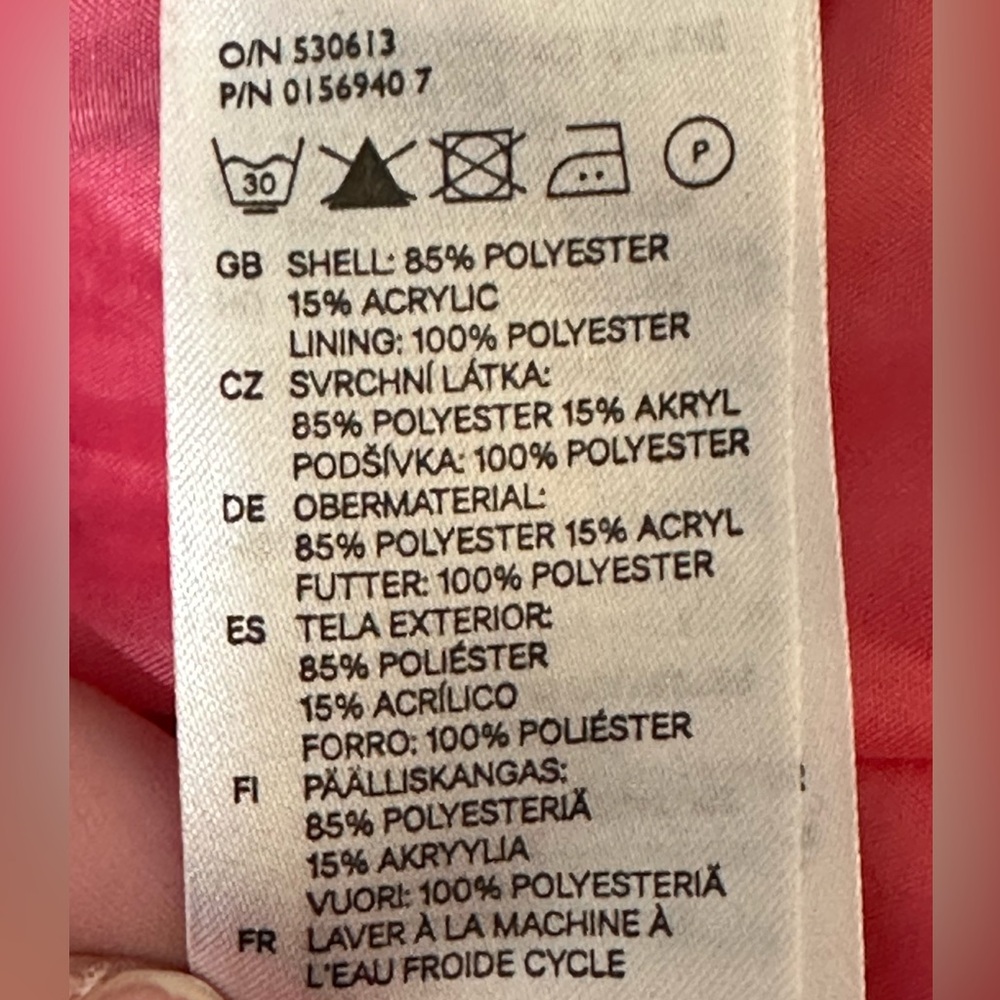 O/N 530613
P/N 0156940 7
30 P
GB SHELL: 85% POLYESTER
15% ACRYLIC
LINING: 100% POLYESTER
CZ SVRCHNÍ LÁTKA:
85% POLYESTER 15% AKRYL
PODŠÍVKA: 100% POLYESTER
DE OBERMATERIAL:
85% POLYESTER 15% ACRYL
FUTTER: 100% POLYESTER
ES TELA EXTERIOR:
85% POLIÉSTER
15% ACRÍLICO
FORRO: 100% POLIÉSTER
FI PÄÄLLISKANGAS:
85% POLYESTERIÄ
15% AKRYYLIA
VUORI: 100% POLYESTERIÄ
FR LAVER À LA MACHINE À
L'EAU FROIDE CYCLE